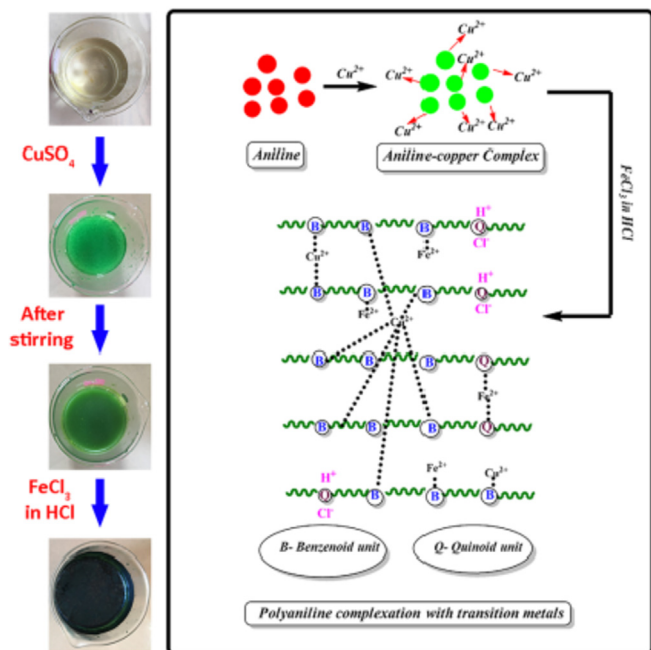 CuSO₄
After
stirring
FeCl₃
in HCl
Cu²⁺
Aniline
Cu²⁺
Cu²⁺
Cu²⁺
Cu²⁺
Cu²⁺
Cu²⁺
Cu²⁺
Aniline-copper Complex
FeCl₃ in HCl
B B B Q
H⁺
Cl⁻
Cu²⁺
Fe²⁺
B B B Q
H⁺
Cl⁻
Fe²⁺
Cu²⁺
B B B Q
Fe²⁺
B B B Q
H⁺
Fe²⁺
Cu²⁺
Q B B B
Cl⁻
B- Benzenoid unit
Q- Quinoid unit
Polyaniline complexation with transition metals